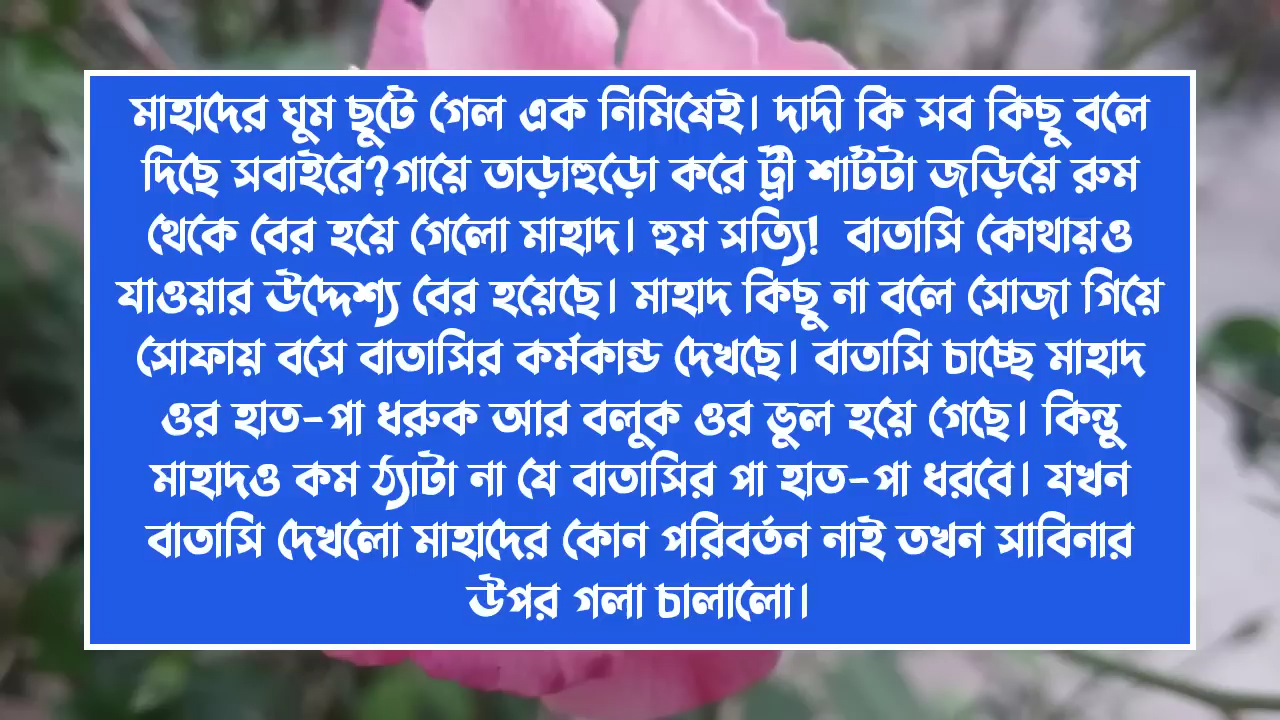 মাহাদের ঘুম ছুটে গেল এক নিমিষেই। দাদী কি সব কিছু বলে
দিছে সবাইরে?গায়ে তাড়াহুড়ো করে ট্রী শার্টটা জড়িয়ে রুম
থেকে বের হয়ে গেলো মাহাদ। হুম সত্যি! বাতাসি কোথায়ও
যাওয়ার উদ্দেশ্য বের হয়েছে। মাহাদ কিছু না বলে সোজা গিয়ে
সোফায় বসে বাতাসির কর্মকান্ড দেখছে। বাতাসি চাচ্ছে মাহাদ
ওর হাত-পা ধরুক আর বলুক ওর ভুল হয়ে গেছে। কিন্তু
মাহাদও কম ঠ্যাটা না যে বাতাসির পা হাত-পা ধরবে। যখন
বাতাসি দেখলো মাহাদের কোন পরিবর্তন নাই তখন সাবিনার
উপর গলা চালালো।